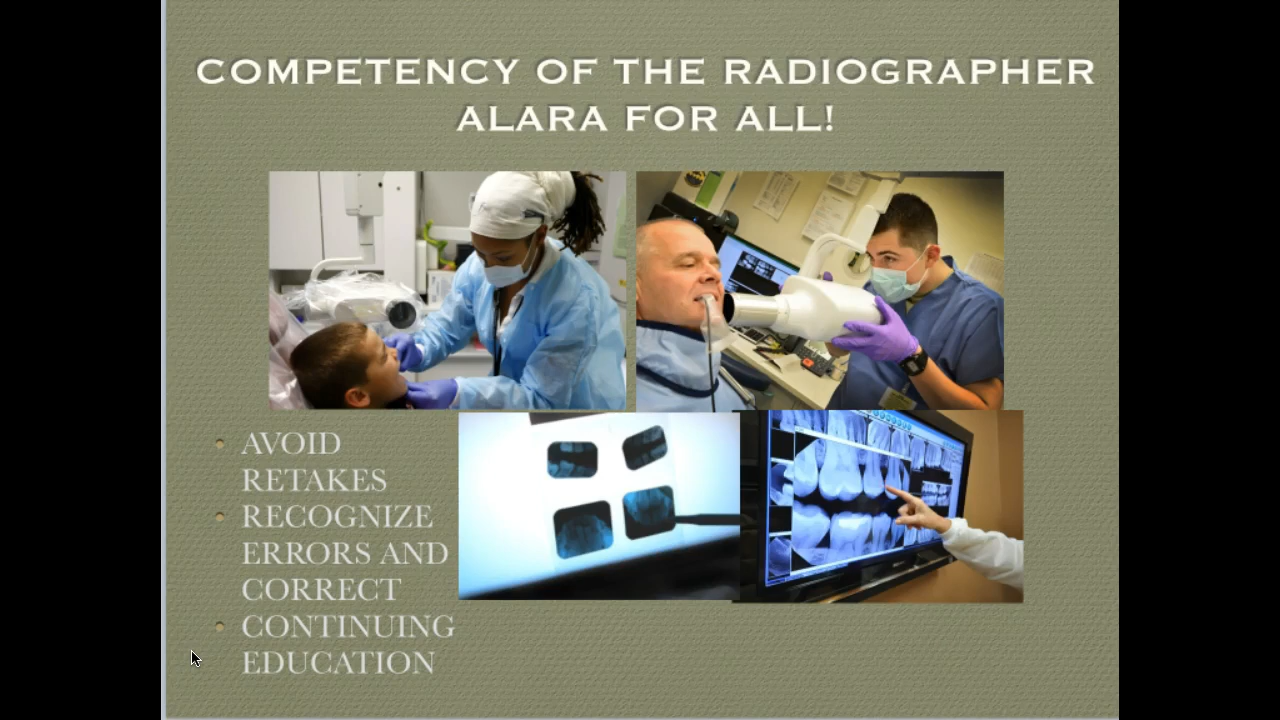 COMPETENCY OF THE RADIOGRAPHER
ALARA FOR ALL!
AVOID
RETAKES
RECOGNIZE
ERRORS AND
CORRECT
CONTINUING
EDUCATION